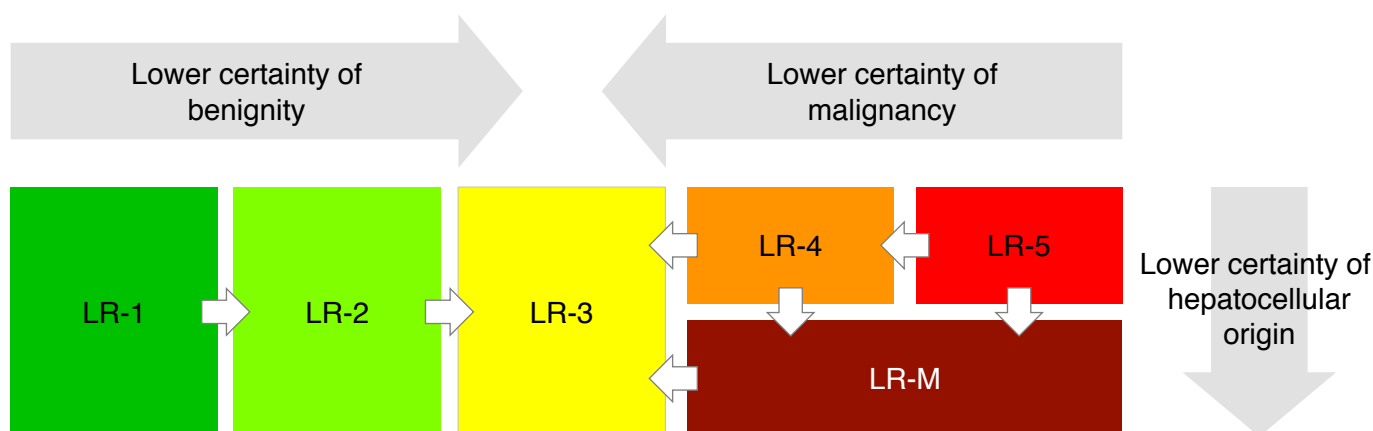 Lower certainty of
benignity
Lower certainty of
malignancy
LR-1
LR-2
LR-3
LR-4
LR-5
LR-M
Lower certainty of
hepatocellular
origin